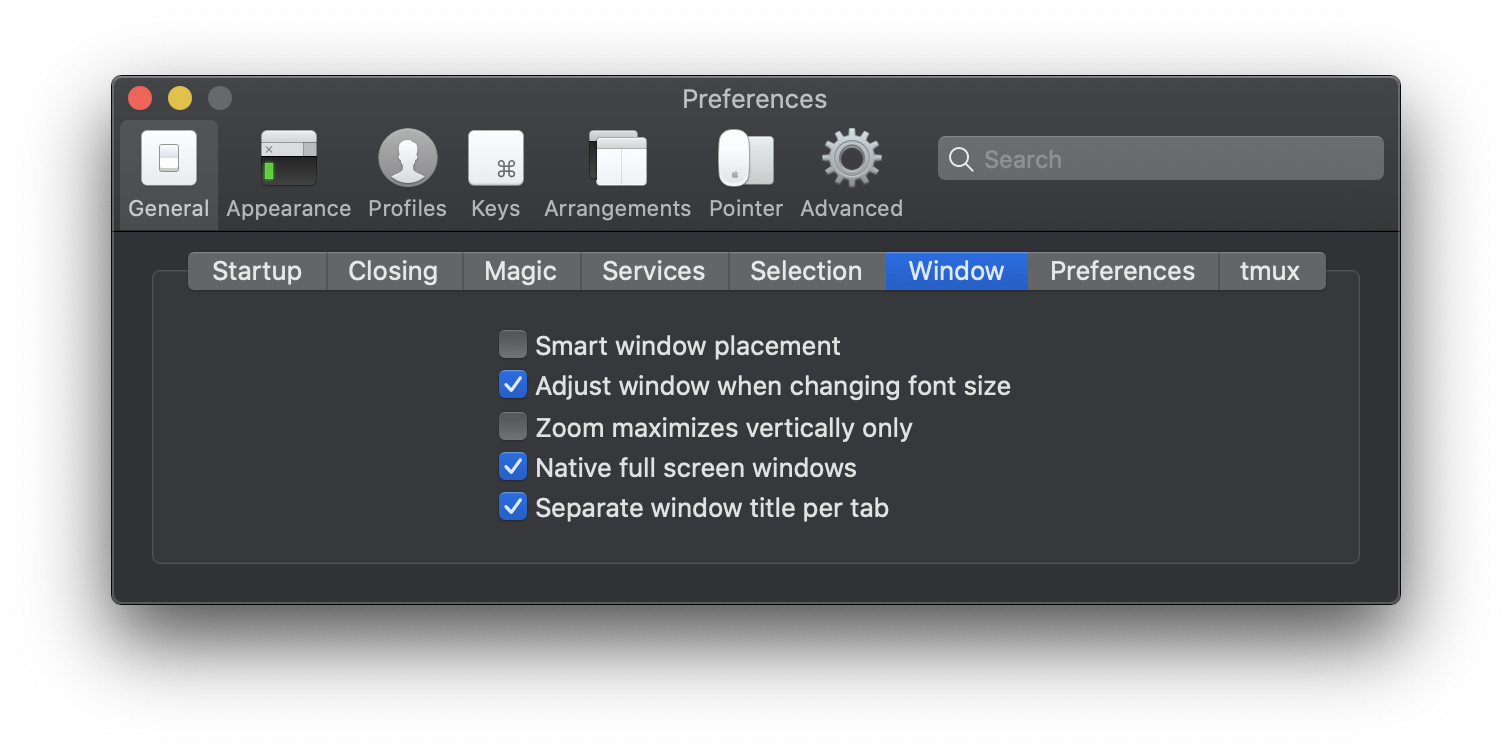 Preferences
General Appearance Profiles Keys Arrangements Pointer Advanced Search
Startup Closing Magic Services Selection Window Preferences tmux
Smart window placement
Adjust window when changing font size
Zoom maximizes vertically only
Native full screen windows
Separate window title per tab